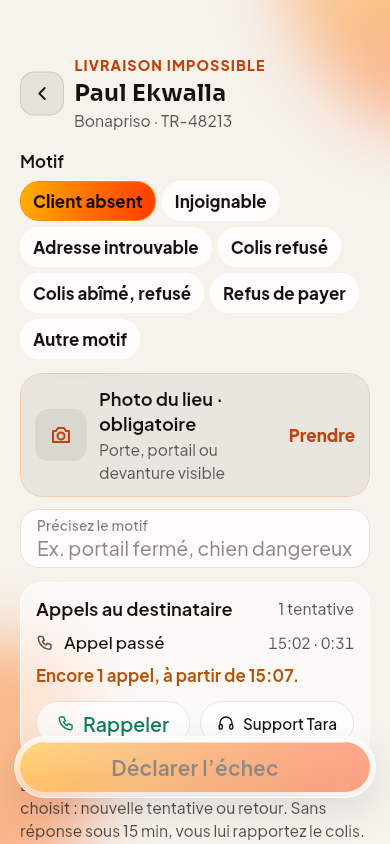 LIVRAISON IMPOSSIBLE
Paul Ekwalla
Bonapriso · TR-48213
Motif
Client absent
Injoignable
Adresse introuvable
Colis refusé
Colis abîmé, refusé
Refus de payer
Autre motif
Photo du lieu ·
obligatoire
Porte, portail ou
devanture visible
Prendre
Précisez le motif
Ex. portail fermé, chien dangereux
Appels au destinataire
1 tentative
Appel passé
15:02 · 0:31
Encore 1 appel, à partir de 15:07.
Rappeler
Support Tara
Déclarer l’échec
choisit : nouvelle tentative ou retour. Sans
réponse sous 15 min, vous lui rapportez le colis.